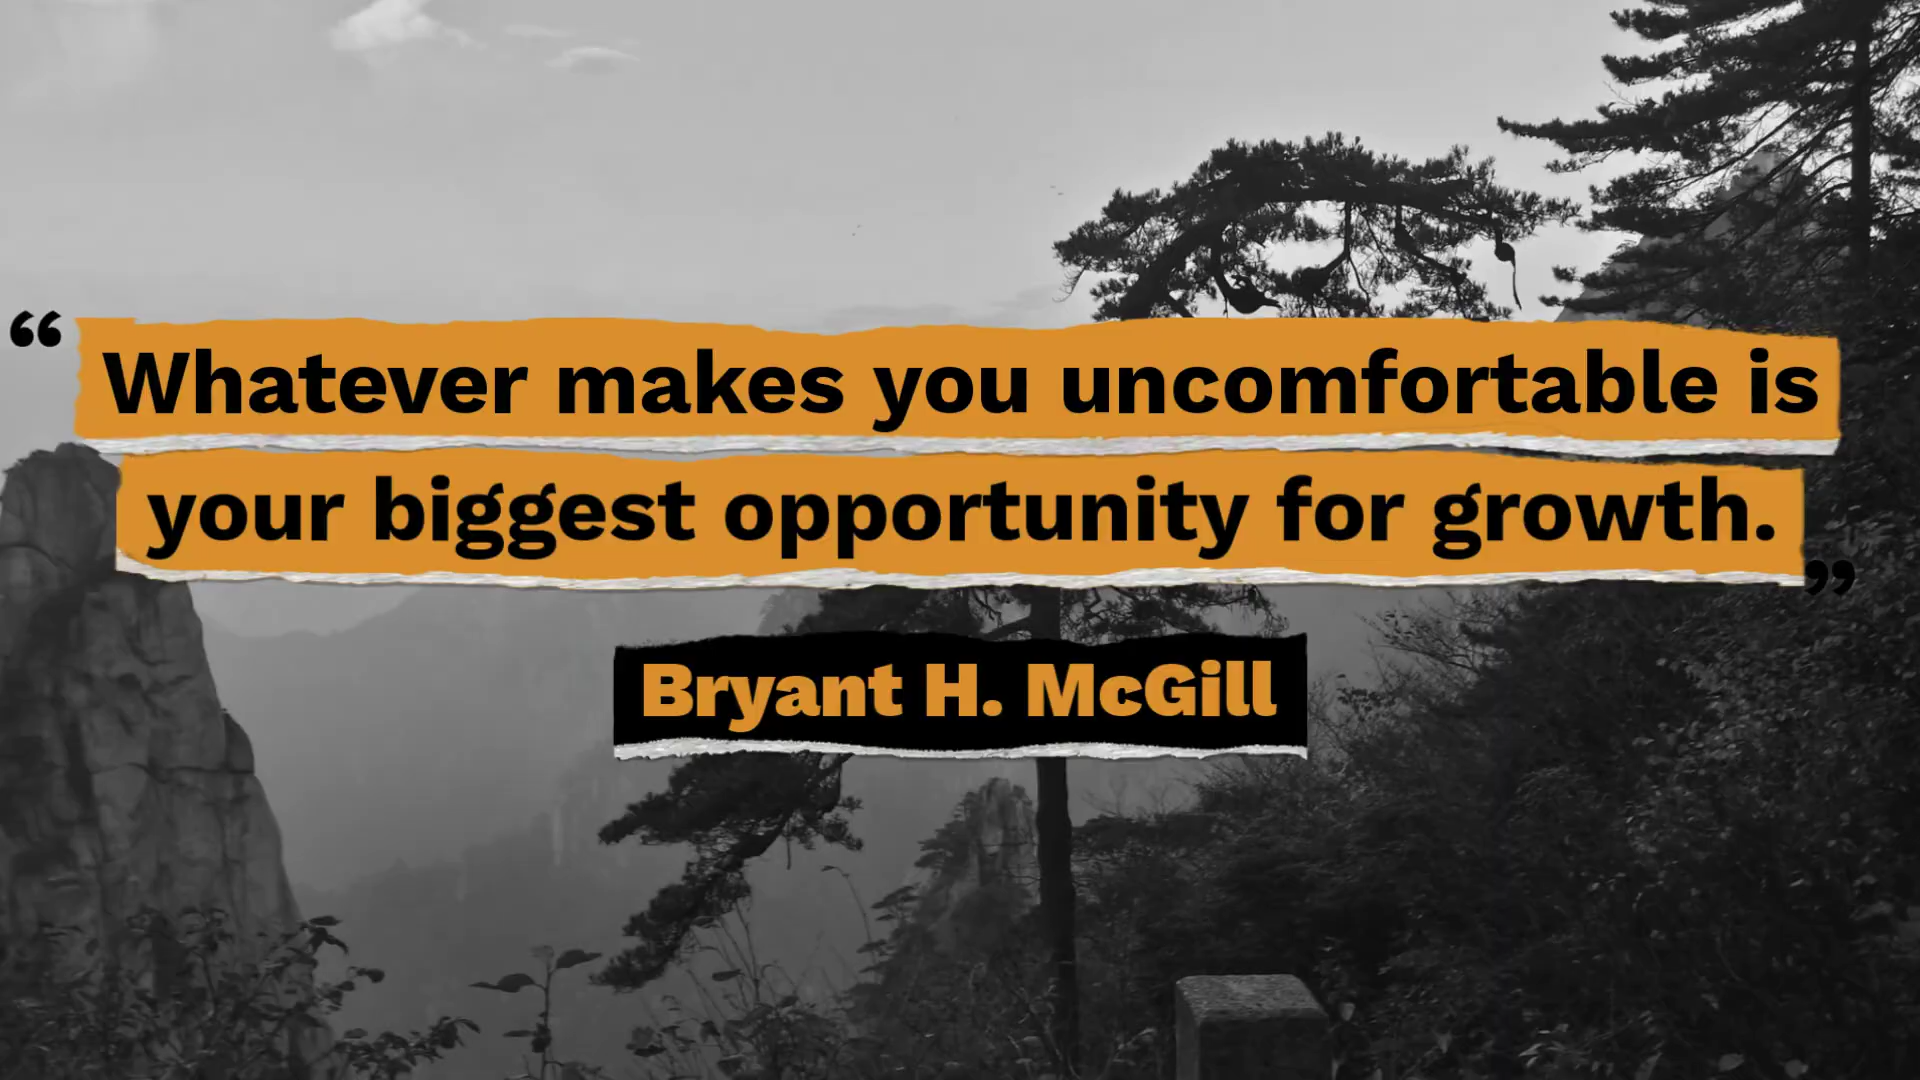 “Whatever makes you uncomfortable is
your biggest opportunity for growth.”
Bryant H. McGill